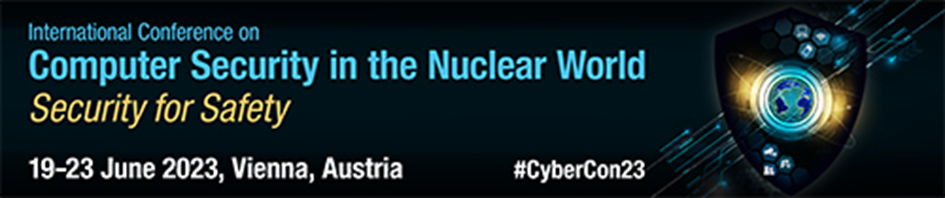 International Conference on
Computer Security in the Nuclear World
Security for Safety
19–23 June 2023, Vienna, Austria
#CyberCon23